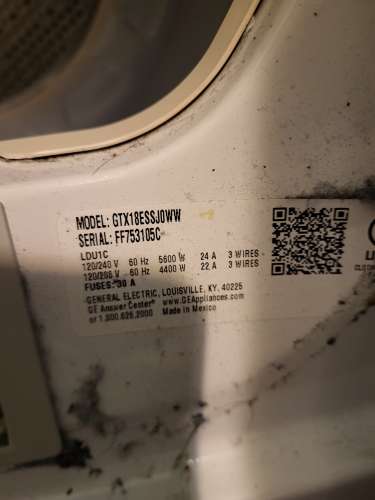 MODEL: GTX18ESSJ0WW
SERIAL: FF753105C
LDU1C
120/240 V 60 Hz 5600 W 24 A 3 WIRES
120/208 V 60 Hz 4400 W 22 A 3 WIRES
FUSES: 30 A
GENERAL ELECTRIC, LOUISVILLE, KY, 40225
GE Answer Center® www.GEAppliances.com
or 1.800.626.2000 Made in Mexico